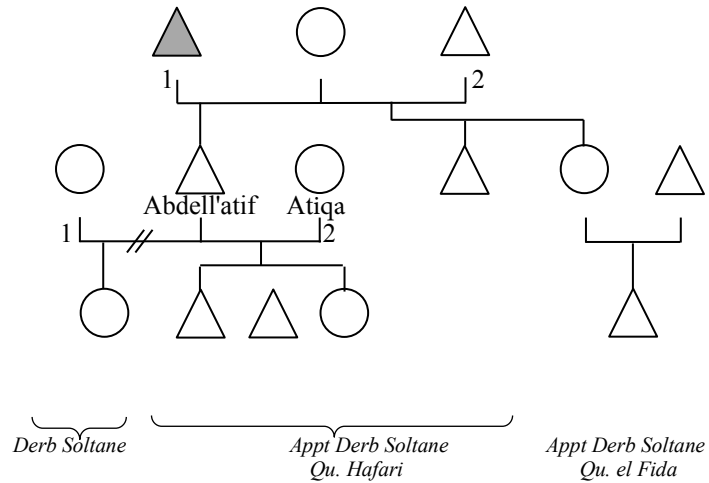 1 2
Abdell'atif Atiqa
1 2
Derb Soltane
Appt Derb Soltane
Qu. Hafari
Appt Derb Soltane
Qu. el Fida